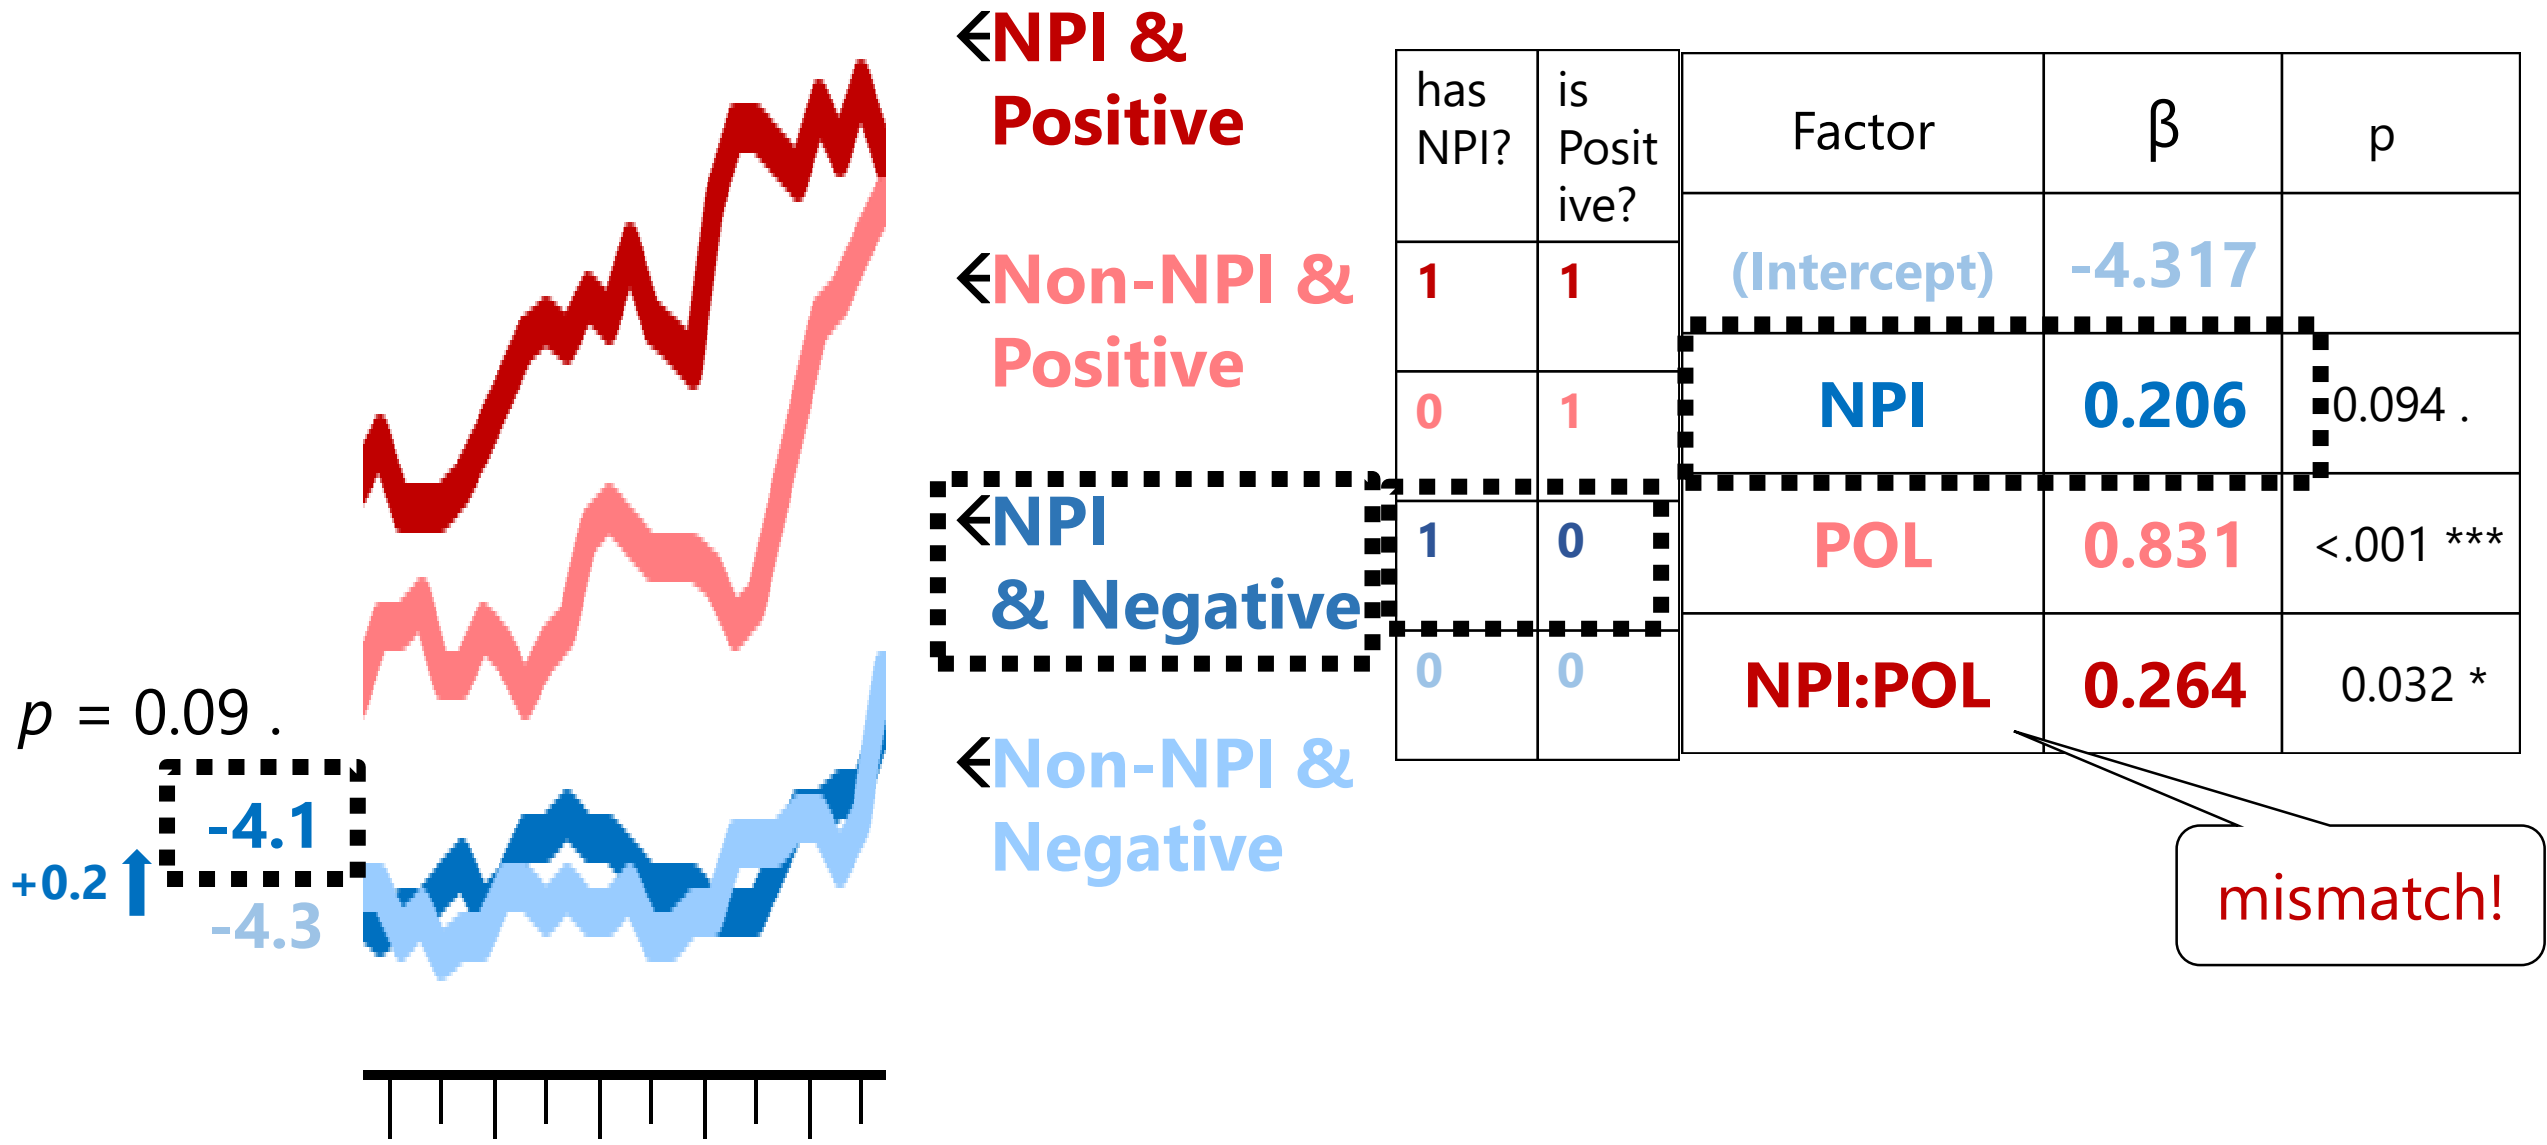 ←NPI &
Positive
←Non-NPI &
Positive
←NPI
& Negative
←Non-NPI &
Negative
p = 0.09 .
-4.1
+0.2
-4.3
has
NPI?
is
Posit
ive?
1 1
0 1
1 0
0 0
Factor β p
(Intercept) -4.317
NPI 0.206 0.094 .
POL 0.831 <.001 ***
NPI:POL 0.264 0.032 *
mismatch!